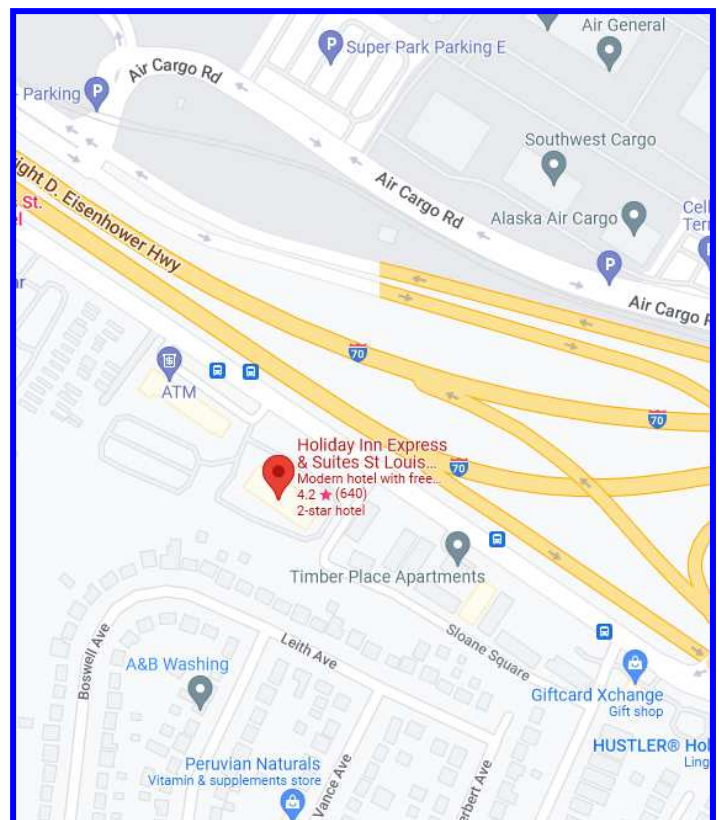 Air General
Super Park Parking E
Air Cargo Rd
Parking
Southwest Cargo
Air Cargo Rd
Alaska Air Cargo
P
P
P
Dwight D. Eisenhower Hwy
St.
Air Cargo
70
ATM
70
Holiday Inn Express
& Suites St Louis...
Modern hotel with free...
4.2 ★ (640)
2-star hotel
70
Timber Place Apartments
Boswell Ave
Leith Ave
Sloane Square
A&B Washing
Giftcard Xchange
Gift shop
HUSTLER® Hol
Peruvian Naturals
Vitamin & supplements store
Vance Ave